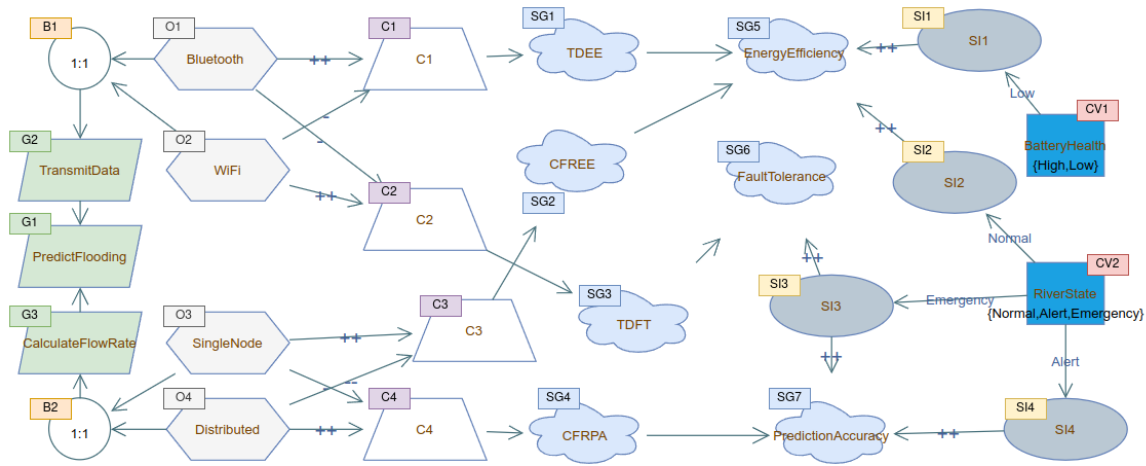 B1
1:1
O1
Bluetooth
++
C1
C1
SG1
TDEE
SG5
EnergyEfficiency
++
SI1
SI1
Low
CV1
BatteryHealth
{High,Low}
G2
TransmitData
O2
WiFi
-
-
++
C2
C2
CFREE
SG2
SG6
FaultTolerance
++
SI2
SI2
Normal
G1
PredictFlooding
CV2
RiverState
{Normal,Alert,Emergency}
Emergency
++
SI3
SI3
SG3
TDFT
G3
CalculateFlowRate
O3
SingleNode
++
C3
C3
++
Alert
B2
1:1
O4
Distributed
--
++
C4
C4
SG4
CFRPA
SG7
PredictionAccuracy
++
SI4
SI4